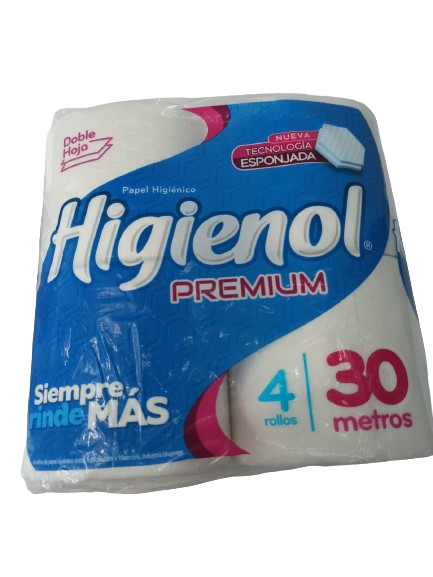 Doble
Hoja
NUEVA
TECNOLOGÍA
ESPONJADA
Papel Higiénico
Higienol®
PREMIUM
Siempre
rinde MÁS
4
rollos
30
metros